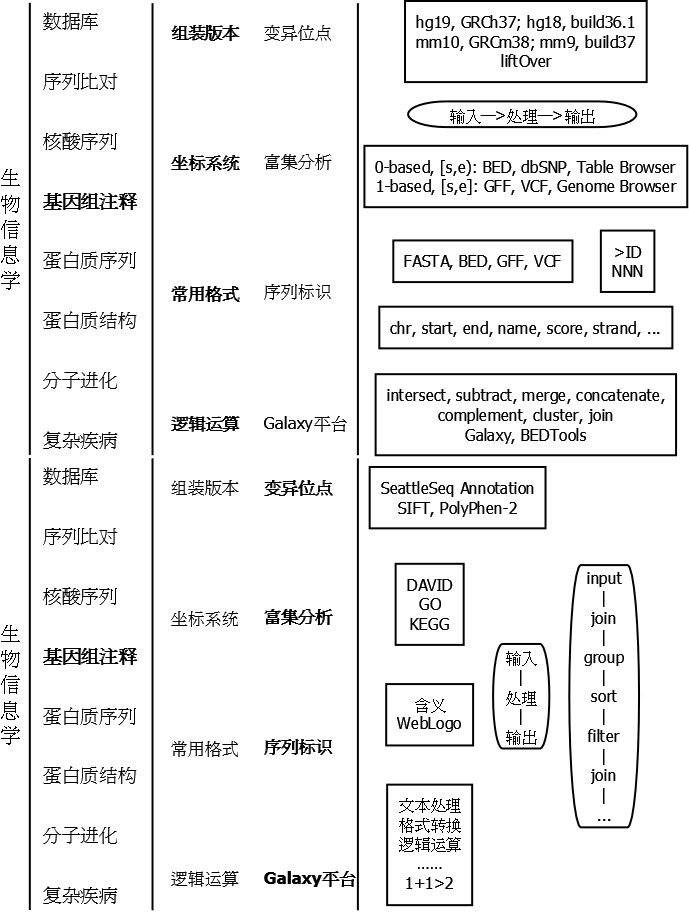 生物信息学
数据库
序列比对
核酸序列
基因组注释
蛋白质序列
蛋白质结构
分子进化
复杂疾病
组装版本
坐标系统
常用格式
逻辑运算
变异位点
富集分析
序列标识
Galaxy平台
hg19, GRCh37; hg18, build36.1
mm10, GRCm38; mm9, build37
liftOver
输入—>处理—>输出
0-based, [s,e): BED, dbSNP, Table Browser
1-based, [s,e]: GFF, VCF, Genome Browser
FASTA, BED, GFF, VCF
>ID
NNN
chr, start, end, name, score, strand, ...
intersect, subtract, merge, concatenate,
complement, cluster, join
Galaxy, BEDTools
生物信息学
数据库
序列比对
核酸序列
基因组注释
蛋白质序列
蛋白质结构
分子进化
复杂疾病
组装版本
坐标系统
常用格式
逻辑运算
变异位点
富集分析
序列标识
Galaxy平台
SeattleSeq Annotation
SIFT, PolyPhen-2
DAVID
GO
KEGG
含义
WebLogo
文本处理
格式转换
逻辑运算
……
1+1>2
输入
处理
输出
input
join
group
sort
filter
join
...